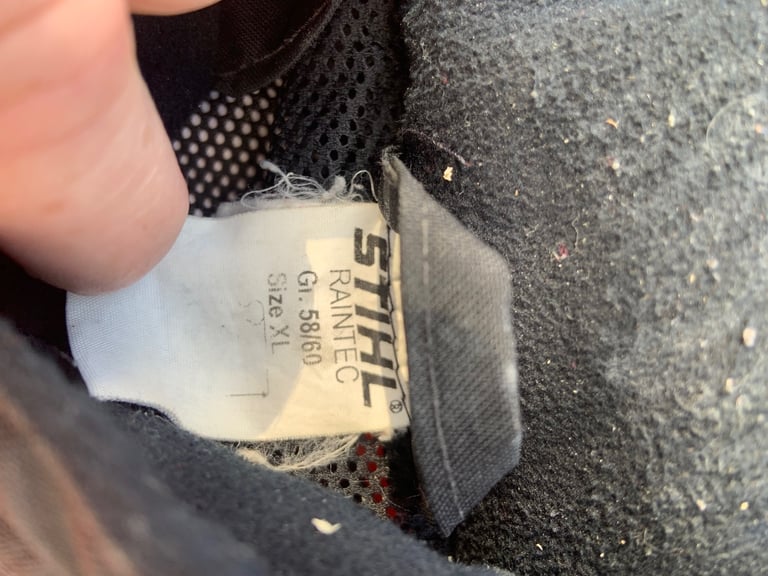 STIHL®
RAINTEC
Gr. 58/60
Size XL